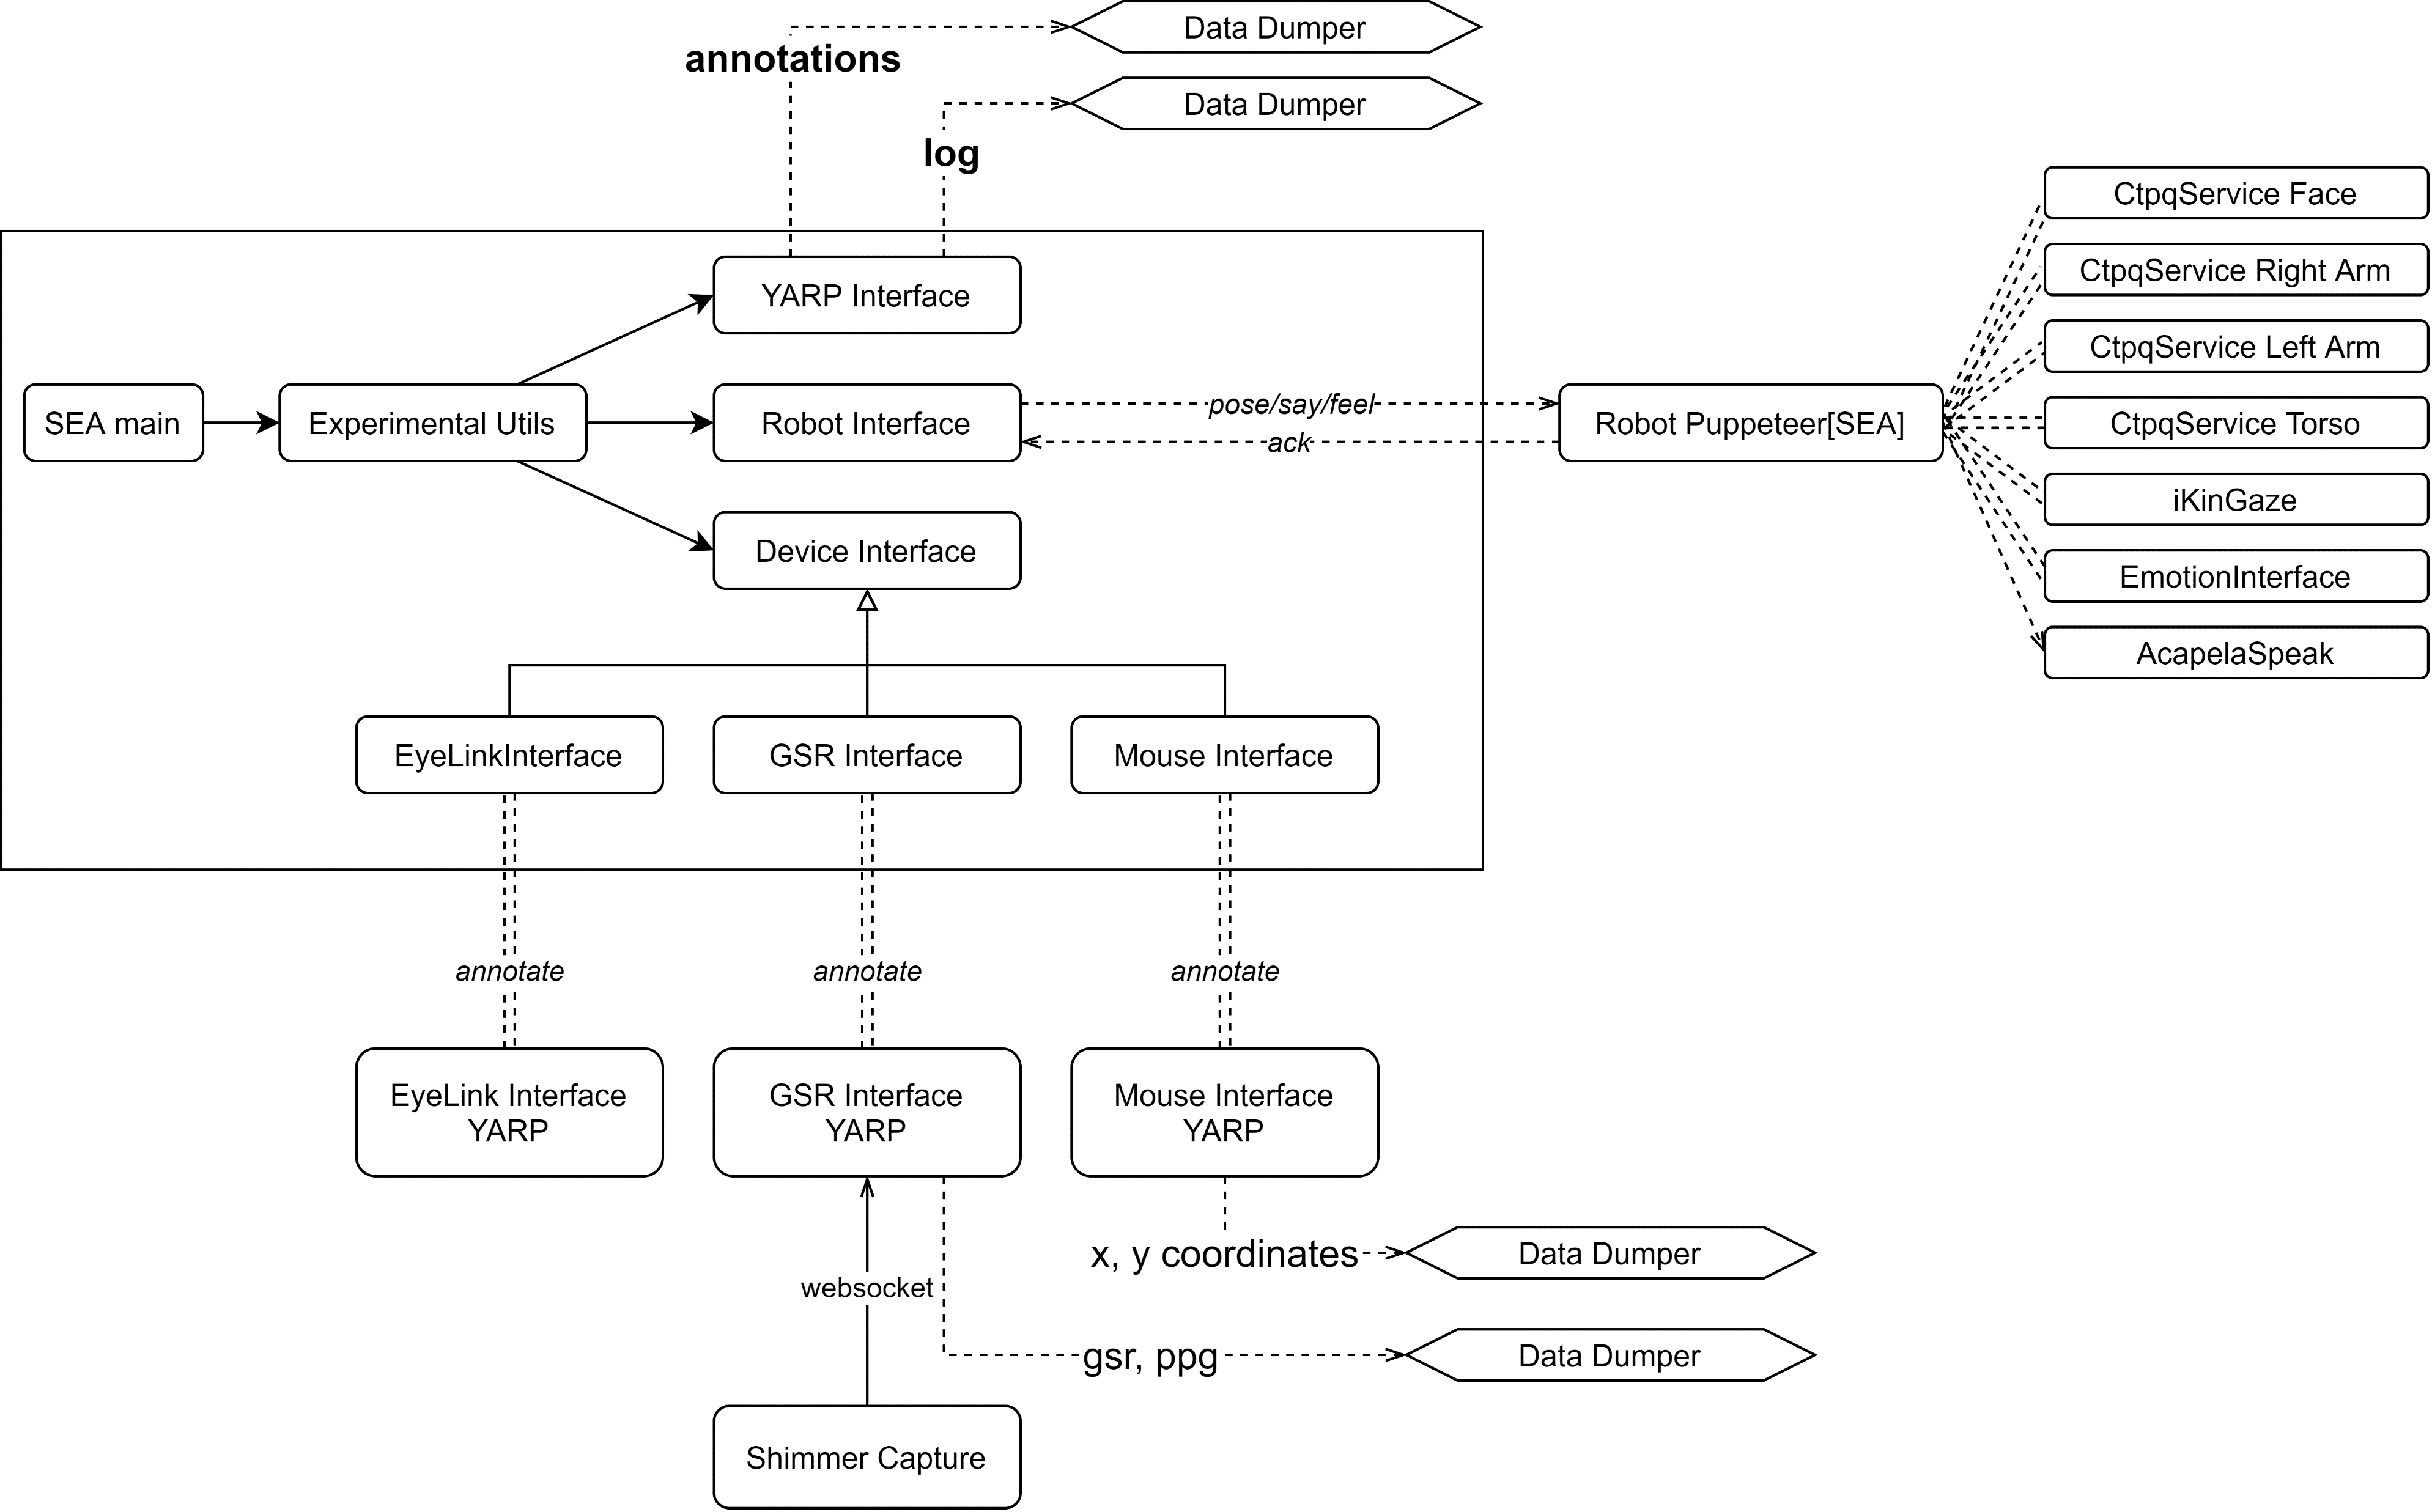 Data Dumper
annotations
Data Dumper
log
CtpqService Face
CtpqService Right Arm
YARP Interface
CtpqService Left Arm
SEA main
Experimental Utils
Robot Interface
pose/say/feel
ack
Robot Puppeteer[SEA]
CtpqService Torso
iKinGaze
Device Interface
EmotionInterface
AcapelaSpeak
EyeLinkInterface
GSR Interface
Mouse Interface
annotate
annotate
annotate
EyeLink Interface
YARP
GSR Interface
YARP
Mouse Interface
YARP
x, y coordinates
Data Dumper
websocket
gsr, ppg
Data Dumper
Shimmer Capture